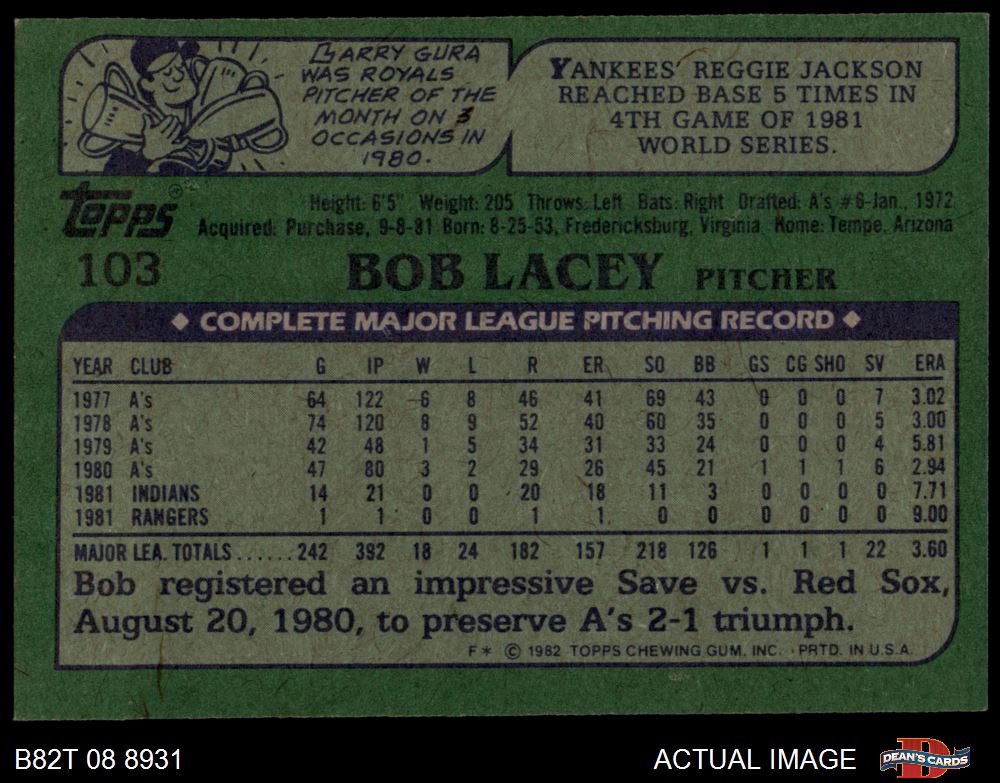 LARRY GURA
WAS ROYALS
PITCHER OF THE
MONTH ON 3
OCCASIONS IN
1980.
YANKEES' REGGIE JACKSON
REACHED BASE 5 TIMES IN
4TH GAME OF 1981
WORLD SERIES.
Topps®
Height: 6'5" Weight: 205 Throws: Left Bats: Right Drafted: A's #6-Jan., 1972
Acquired: Purchase, 9-8-81 Born: 8-25-53, Fredericksburg, Virginia Home: Tempe, Arizona
103 BOB LACEY PITCHER
◆ COMPLETE MAJOR LEAGUE PITCHING RECORD ◆
YEAR CLUB G IP W L R ER SO BB GS CG SHO SV ERA
1977 A's 64 122 6 8 46 41 69 43 0 0 0 7 3.02
1978 A's 74 120 8 9 52 40 60 35 0 0 0 5 3.00
1979 A's 42 48 1 5 34 31 33 24 0 0 0 4 5.81
1980 A's 47 80 3 2 29 26 45 21 1 1 1 6 2.94
1981 INDIANS 14 21 0 0 20 18 11 3 0 0 0 0 7.71
1981 RANGERS 1 1 0 0 1 1 0 0 0 0 0 0 9.00
MAJOR LEA. TOTALS......242 392 18 24 182 157 218 126 1 1 1 22 3.60
Bob registered an impressive Save vs. Red Sox,
August 20, 1980, to preserve A's 2-1 triumph.
F* © 1982 TOPPS CHEWING GUM, INC. PRTD. IN U.S.A.
B82T 08 8931 ACTUAL IMAGE DEAN'S CARDS